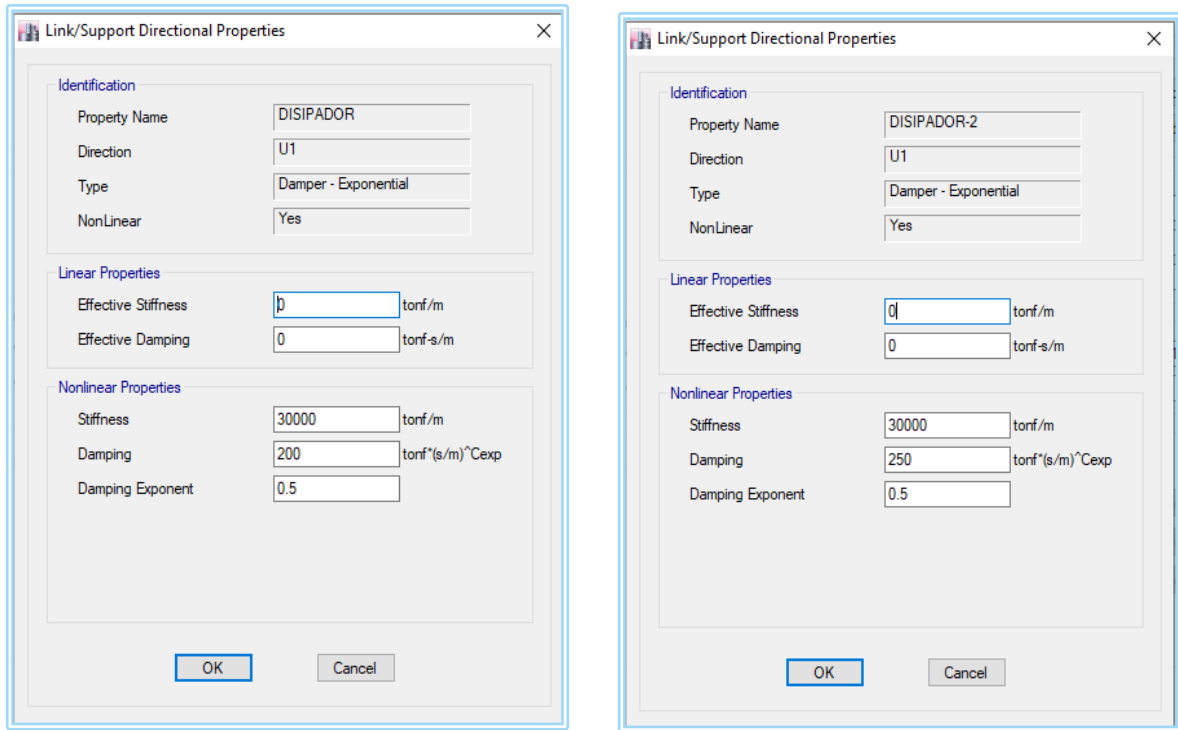 Link/Support Directional Properties
Identification
Property Name DISIPADOR
Direction U1
Type Damper - Exponential
NonLinear Yes
Linear Properties
Effective Stiffness 0 tonf/m
Effective Damping 0 tonf-s/m
Nonlinear Properties
Stiffness 30000 tonf/m
Damping 200 tonf*(s/m)^Cexp
Damping Exponent 0.5
OK Cancel
Link/Support Directional Properties
Identification
Property Name DISIPADOR-2
Direction U1
Type Damper - Exponential
NonLinear Yes
Linear Properties
Effective Stiffness 0 tonf/m
Effective Damping 0 tonf-s/m
Nonlinear Properties
Stiffness 30000 tonf/m
Damping 250 tonf*(s/m)^Cexp
Damping Exponent 0.5
OK Cancel